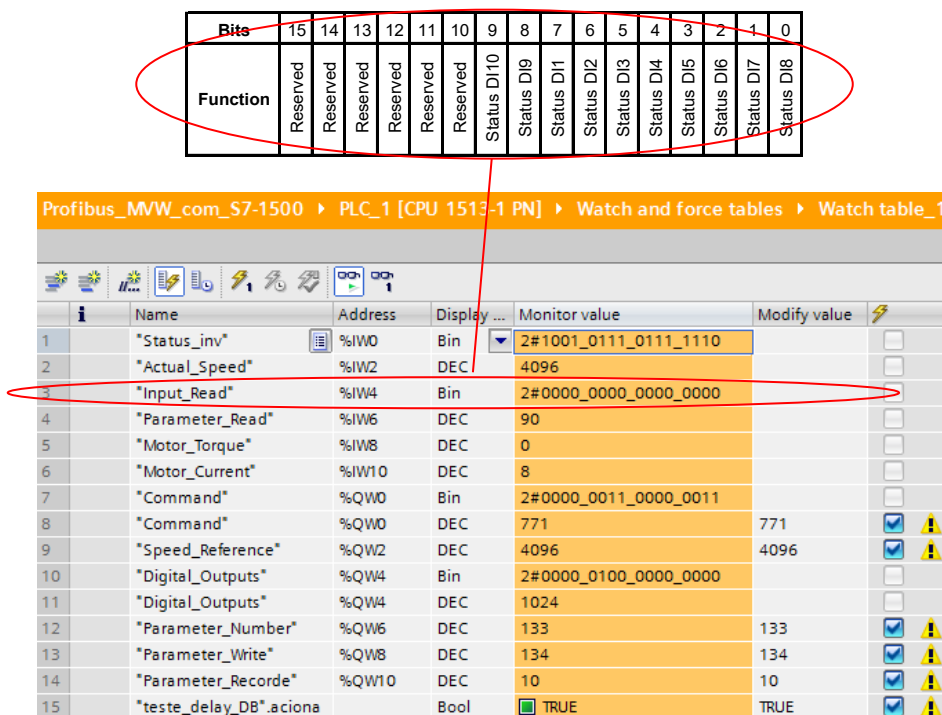 Bits 15 14 13 12 11 10 9 8 7 6 5 4 3 2 1 0
Function Reserved Reserved Reserved Reserved Reserved Reserved Status DI10 Status DI9 Status DI1 Status DI2 Status DI3 Status DI4 Status DI5 Status DI6 Status DI7 Status DI8
Profibus_MVW_com_S7-1500 PLC_1 [CPU 1513-1 PN] Watch and force tables Watch table_1
i Name Address Display ... Monitor value Modify value
1 "Status_inv" %IW0 Bin 2#1001_0111_0111_1110
2 "Actual_Speed" %IW2 DEC 4096
3 "Input_Read" %IW4 Bin 2#0000_0000_0000_0000
4 "Parameter_Read" %IW6 DEC 90
5 "Motor_Torque" %IW8 DEC 0
6 "Motor_Current" %IW10 DEC 8
7 "Command" %QW0 Bin 2#0000_0011_0000_0011
8 "Command" %QW0 DEC 771 771
9 "Speed_Reference" %QW2 DEC 4096 4096
10 "Digital_Outputs" %QW4 Bin 2#0000_0100_0000_0000
11 "Digital_Outputs" %QW4 DEC 1024
12 "Parameter_Number" %QW6 DEC 133 133
13 "Parameter_Write" %QW8 DEC 134 134
14 "Parameter_Recorde" %QW10 DEC 10 10
15 "teste_delay_DB".aciona Bool TRUE TRUE